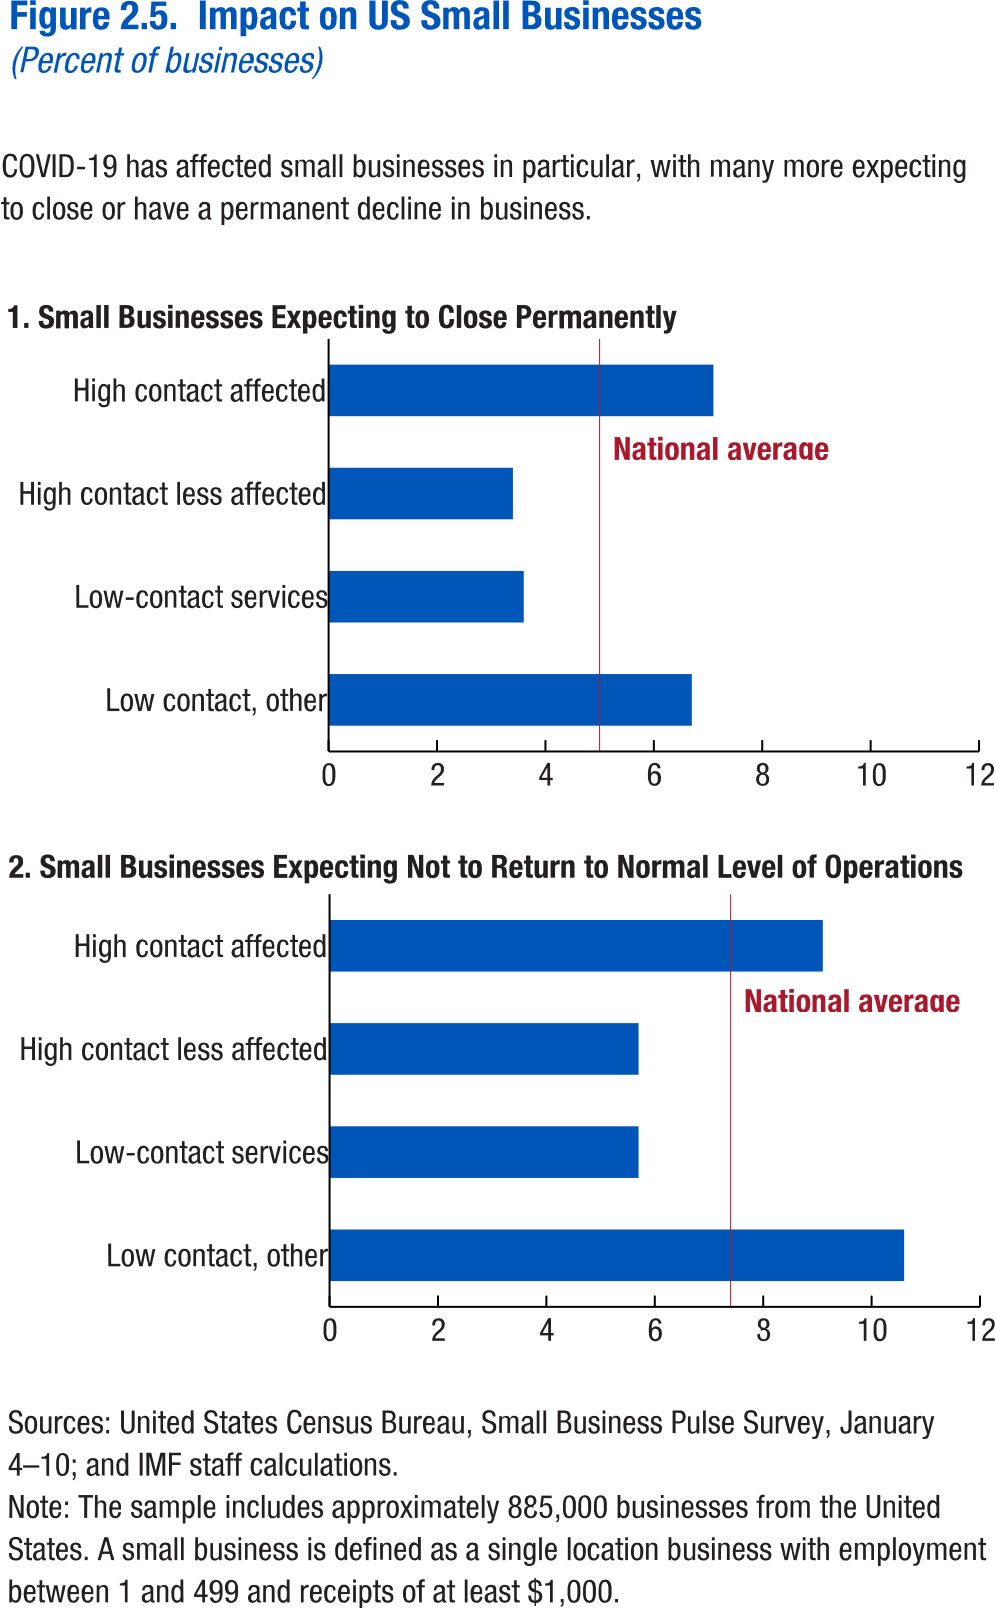 Figure 2.5. Impact on US Small Businesses
(Percent of businesses)
COVID-19 has affected small businesses in particular, with many more expecting
to close or have a permanent decline in business.
1. Small Businesses Expecting to Close Permanently
High contact affected
National average
High contact less affected
Low-contact services
Low contact, other
0 2 4 6 8 10 12
2. Small Businesses Expecting Not to Return to Normal Level of Operations
High contact affected
National average
High contact less affected
Low-contact services
Low contact, other
0 2 4 6 8 10 12
Sources: United States Census Bureau, Small Business Pulse Survey, January
4–10; and IMF staff calculations.
Note: The sample includes approximately 885,000 businesses from the United
States. A small business is defined as a single location business with employment
between 1 and 499 and receipts of at least $1,000.